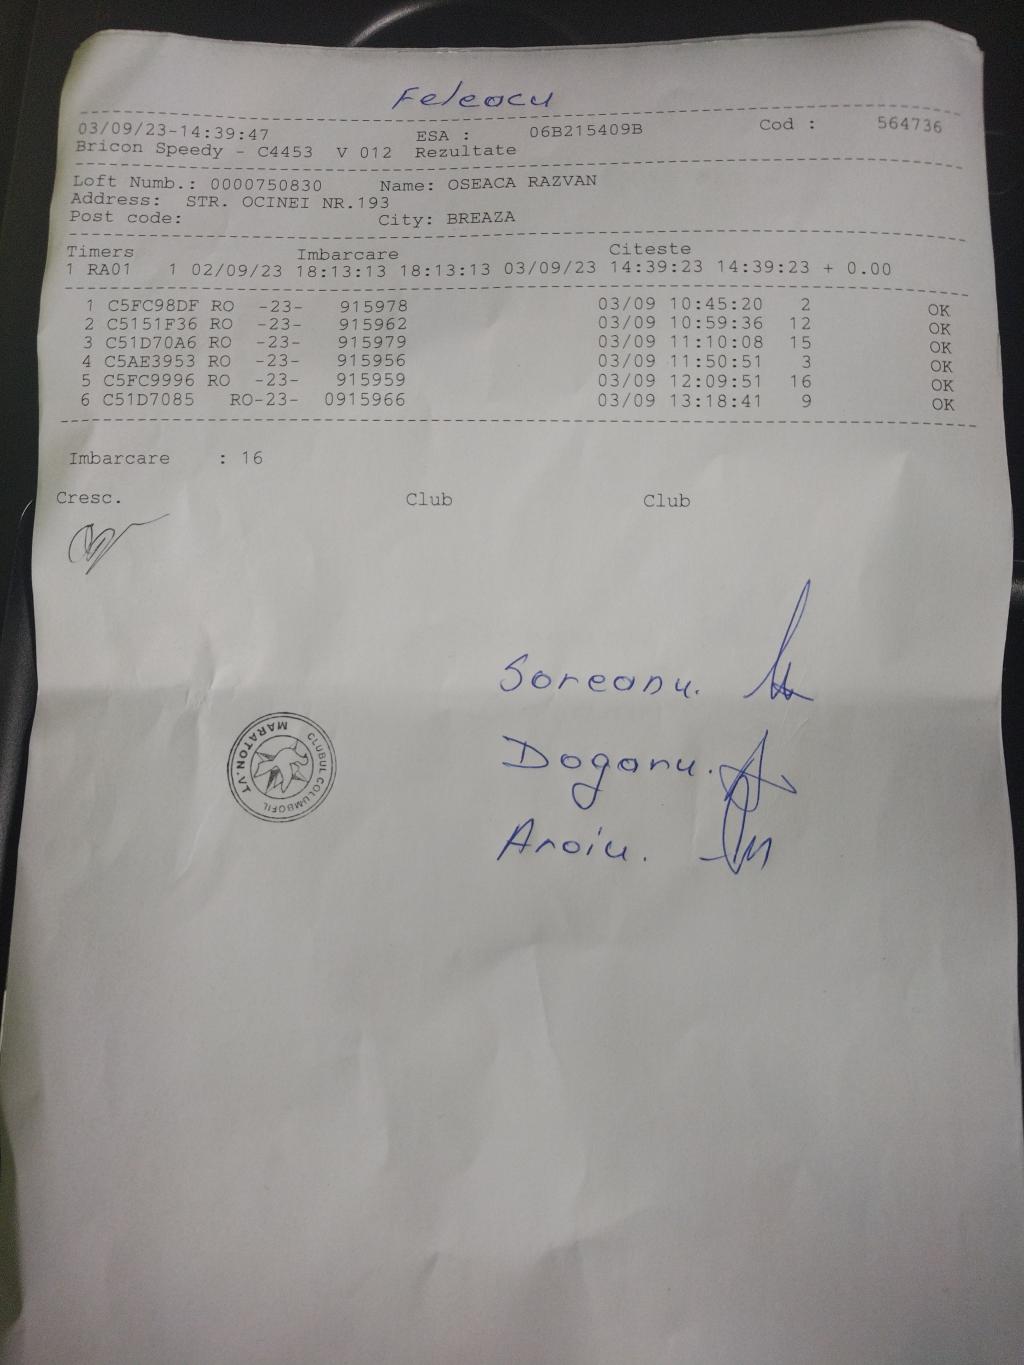 Feleacu
03/09/23-14:39:47 ESA : 06B215409B Cod : 564736
Bricon Speedy - C4453 V 012 Rezultate
Loft Numb.: 0000750830 Name: OSEACA RAZVAN
Address: STR. OCINEI NR.193
Post code: City: BREAZA
Timers Imbarcare Citeste
1 RA01 1 02/09/23 18:13:13 18:13:13 03/09/23 14:39:23 14:39:23 + 0.00
1 C5FC98DF RO -23- 915978 03/09 10:45:20 2 OK
2 C5151F36 RO -23- 915962 03/09 10:59:36 12 OK
3 C51D70A6 RO -23- 915979 03/09 11:10:08 15 OK
4 C5AE3953 RO -23- 915956 03/09 11:50:51 3 OK
5 C5FC9996 RO -23- 915959 03/09 12:09:51 16 OK
6 C51D7085 RO-23- 0915966 03/09 13:18:41 9 OK
Imbarcare : 16
Cresc. Club Club
Soreanu.
Doganu.
Aroiu.
CLUBUL COLUMBOFIL
MARATON.V.T